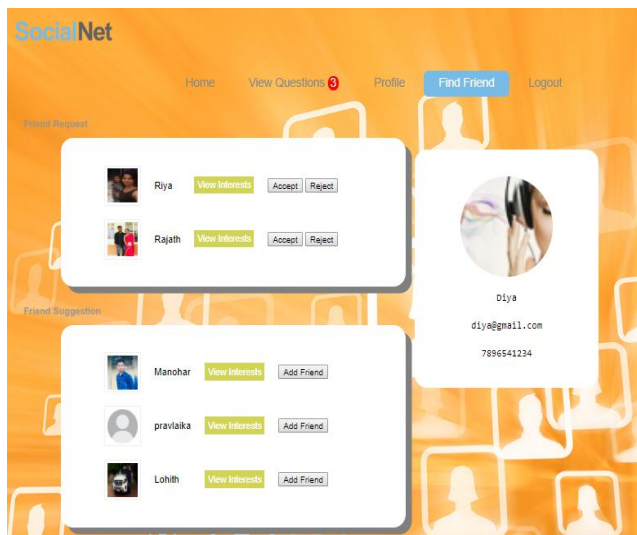 SocialNet
Home View Questions 3 Profile Find Friend Logout
Friend Request
Riya View Interests Accept Reject
Rajath View Interests Accept Reject
Diya
diya@gmail.com
7896541234
Friend Suggestion
Manohar View Interests Add Friend
pravlaika View Interests Add Friend
Lohith View Interests Add Friend